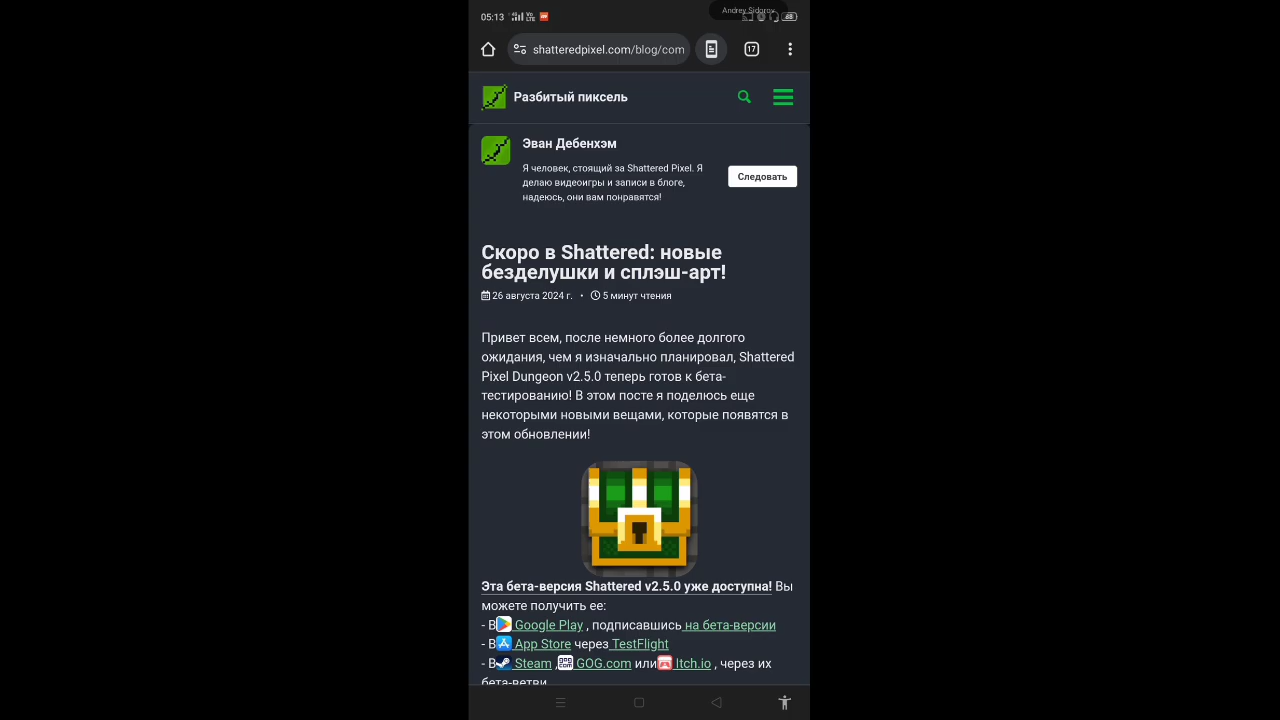 Andrey Sidorov
05:13
shatteredpixel.com/blog/com
17
Разбитый пиксель
Эван Дебенхэм
Я человек, стоящий за Shattered Pixel. Я
делаю видеоигры и записи в блоге,
надеюсь, они вам понравятся!
Следовать
Скоро в Shattered: новые
безделушки и сплэш-арт!
26 августа 2024 г. • 5 минут чтения
Привет всем, после немного более долгого
ожидания, чем я изначально планировал, Shattered
Pixel Dungeon v2.5.0 теперь готов к бета-
тестированию! В этом посте я поделюсь еще
некоторыми новыми вещами, которые появятся в
этом обновлении!
Эта бета-версия Shattered v2.5.0 уже доступна! Вы
можете получить ее:
- В Google Play , подписавшись на бета-версии
- В App Store через TestFlight
- В Steam , GOG.com или Itch.io , через их
бета-ветви